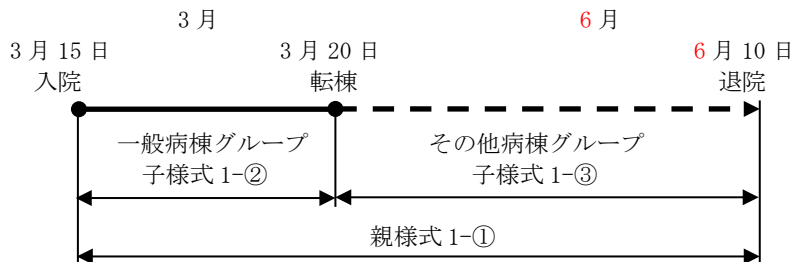 3月 6月
3月15日 3月20日 6月10日
入院 転棟 退院
一般病棟グループ その他病棟グループ
子様式1-② 子様式1-③
親様式1-①